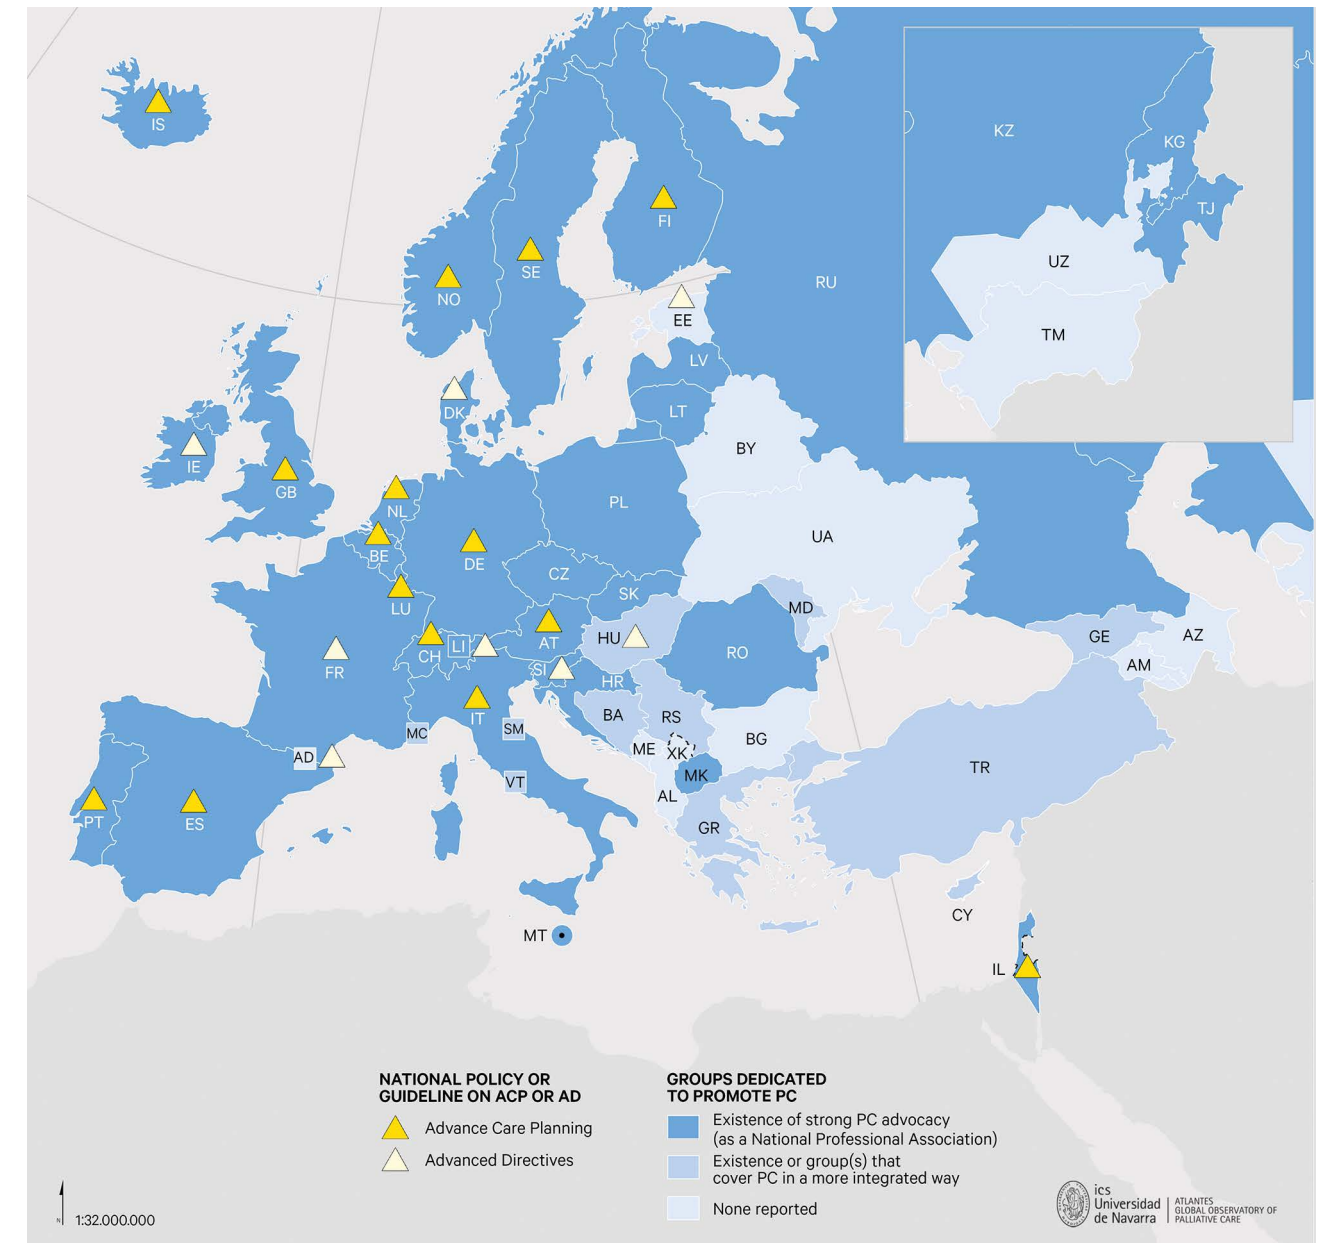 KZ
KG
TJ
UZ
TM
IS
FI
SE
NO
RU
EE
LV
DK
LT
IE
BY
GB
NL
PL
UA
BE
DE
CZ
LU
SK
MD
CH
LI
AT
HU
GE
AZ
AM
FR
SI
HR
RO
IT
BA
RS
MC
SM
ME
XK
BG
AD
VT
MK
TR
AL
PT
ES
GR
CY
MT
IL
NATIONAL POLICY OR
GUIDELINE ON ACP OR AD
Advance Care Planning
Advanced Directives
GROUPS DEDICATED
TO PROMOTE PC
Existence of strong PC advocacy
(as a National Professional Association)
Existence or group(s) that
cover PC in a more integrated way
None reported
N
1:32.000.000
ics
Universidad
de Navarra
ATLANTES
GLOBAL OBSERVATORY OF
PALLIATIVE CARE